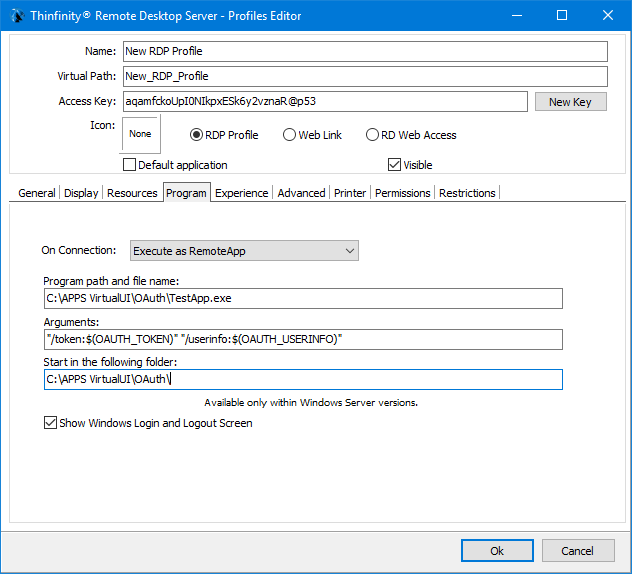 Thinfinity® Remote Desktop Server - Profiles Editor
Name: New RDP Profile
Virtual Path: New_RDP_Profile
Access Key: aqamfckoUpI0NIkpxESk6y2vznaR@p53 New Key
Icon: None RDP Profile Web Link RD Web Access
Default application Visible
General Display Resources Program Experience Advanced Printer Permissions Restrictions
On Connection: Execute as RemoteApp
Program path and file name:
C:\APPS VirtualUI\OAuth\TestApp.exe
Arguments:
"/token:$(OAUTH_TOKEN)" "/userinfo:$(OAUTH_USERINFO)"
Start in the following folder:
C:\APPS VirtualUI\OAuth\
Available only within Windows Server versions.
Show Windows Login and Logout Screen
Ok Cancel